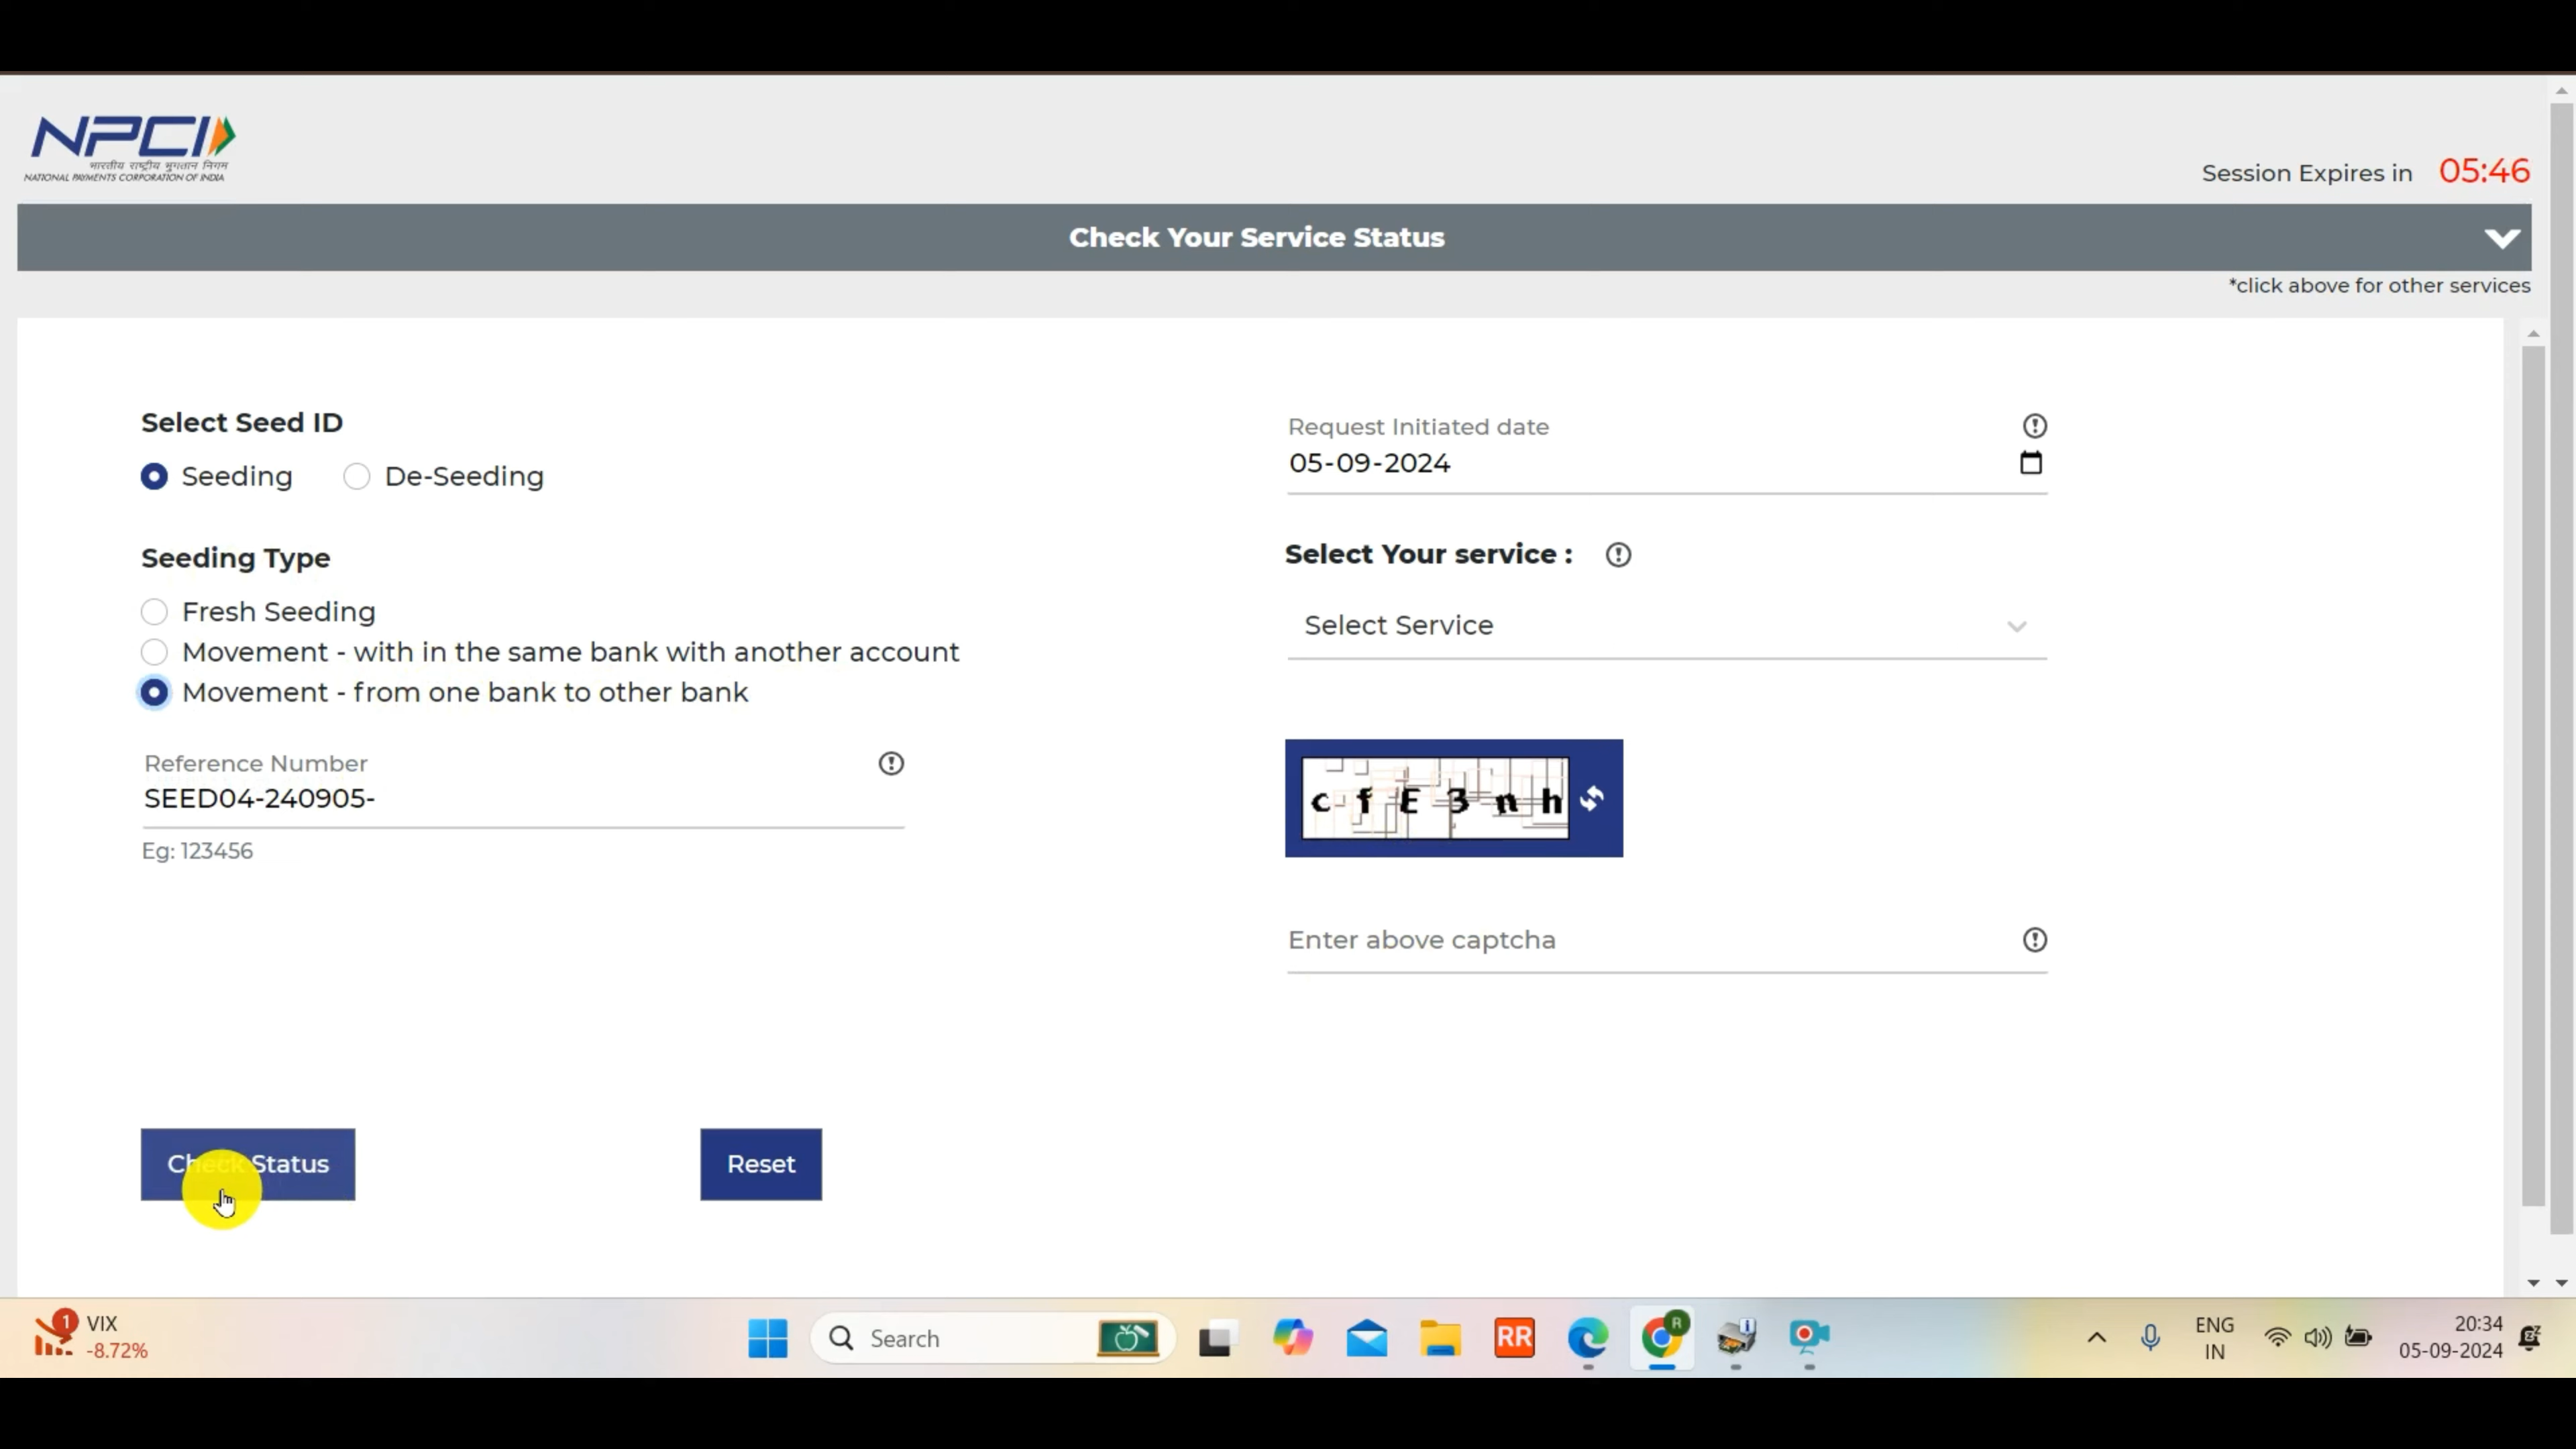 NPCI
भारतीय राष्ट्रीय भुगतान निगम
NATIONAL PAYMENTS CORPORATION OF INDIA
Session Expires in 05:46
Check Your Service Status
*click above for other services
Select Seed ID
Seeding De-Seeding
Seeding Type
Fresh Seeding
Movement - with in the same bank with another account
Movement - from one bank to other bank
Reference Number
SEED04-240905-
Eg: 123456
Request Initiated date
05-09-2024
Select Your service :
Select Service
c f E 3 n h
Enter above captcha
Check Status
Reset
1
VIX
-8.72%
Search
RR
R
ENG
IN
20:34
05-09-2024